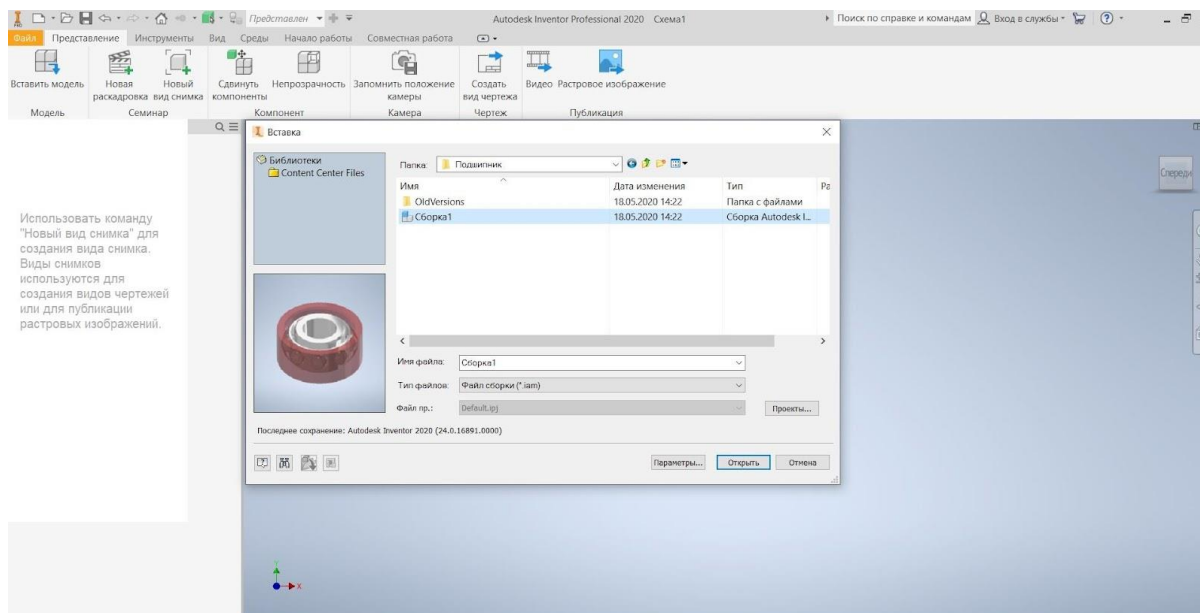 Представлен
Autodesk Inventor Professional 2020 Схема1
Поиск по справке и командам
Вход в службы
Файл Представление Инструменты Вид Среды Начало работы Совместная работа
Вставить модель
Новая раскадровка
Новый вид снимка
Сдвинуть компоненты
Непрозрачность
Запомнить положение камеры
Создать вид чертежа
Видео
Растровое изображение
Модель Семинар Компонент Камера Чертеж Публикация
Использовать команду
"Новый вид снимка" для
создания вида снимка.
Виды снимков
используются для
создания видов чертежей
или для публикации
растровых изображений.
Вставка
Библиотеки
Content Center Files
Папка: Подшипник
Имя Дата изменения Тип Ра
OldVersions 18.05.2020 14:22 Папка с файлами
Сборка1 18.05.2020 14:22 Сборка Autodesk I...
Имя файла: Сборка1
Тип файлов: Файл сборки (*.iam)
Файл пр.: Default.ipj
Проекты...
Последнее сохранение: Autodesk Inventor 2020 (24.0.16891.0000)
Параметры... Открыть Отмена
Спереди
Y
X